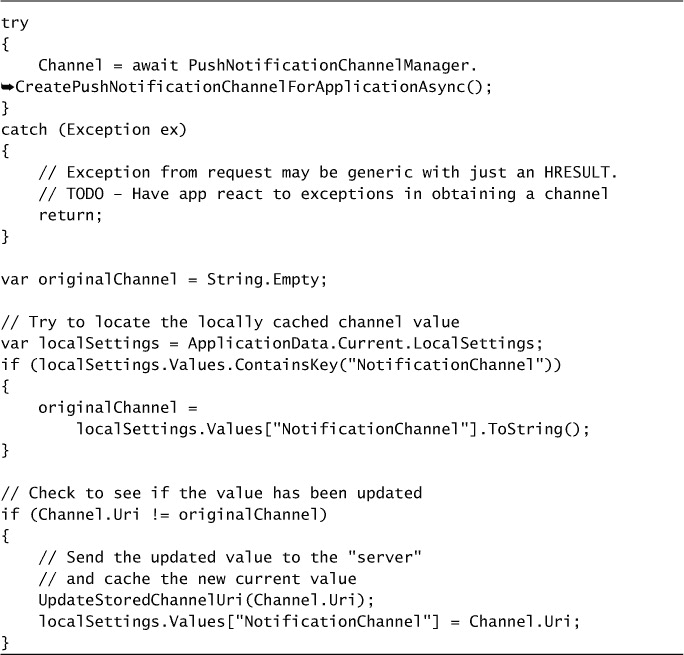 try
{
    Channel = await PushNotificationChannelManager.
➥CreatePushNotificationChannelForApplicationAsync();
}
catch (Exception ex)
{
    // Exception from request may be generic with just an HRESULT.
    // TODO – Have app react to exceptions in obtaining a channel
    return;
}

var originalChannel = String.Empty;

// Try to locate the locally cached channel value
var localSettings = ApplicationData.Current.LocalSettings;
if (localSettings.Values.ContainsKey("NotificationChannel"))
{
    originalChannel =
        localSettings.Values["NotificationChannel"].ToString();
}

// Check to see if the value has been updated
if (Channel.Uri != originalChannel)
{
    // Send the updated value to the "server"
    // and cache the new current value
    UpdateStoredChannelUri(Channel.Uri);
    localSettings.Values["NotificationChannel"] = Channel.Uri;
}